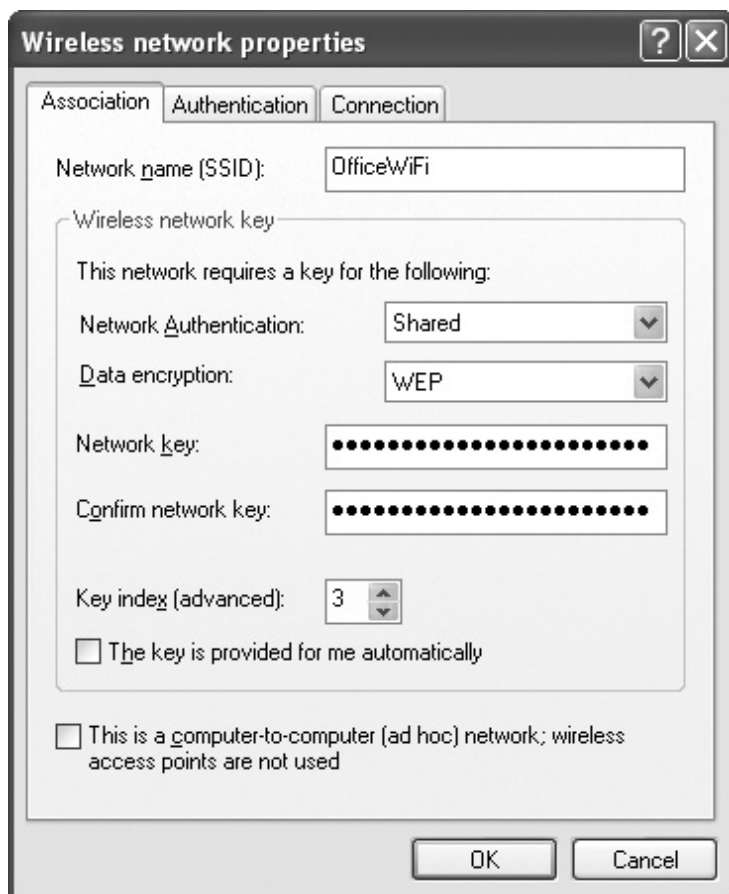 Wireless network properties
Association Authentication Connection
Network name (SSID): OfficeWiFi
Wireless network key
This network requires a key for the following:
Network Authentication: Shared
Data encryption: WEP
Network key: ••••••••••••••••••••••••
Confirm network key: ••••••••••••••••••••••••
Key index (advanced): 3
The key is provided for me automatically
This is a computer-to-computer (ad hoc) network; wireless
access points are not used
OK Cancel